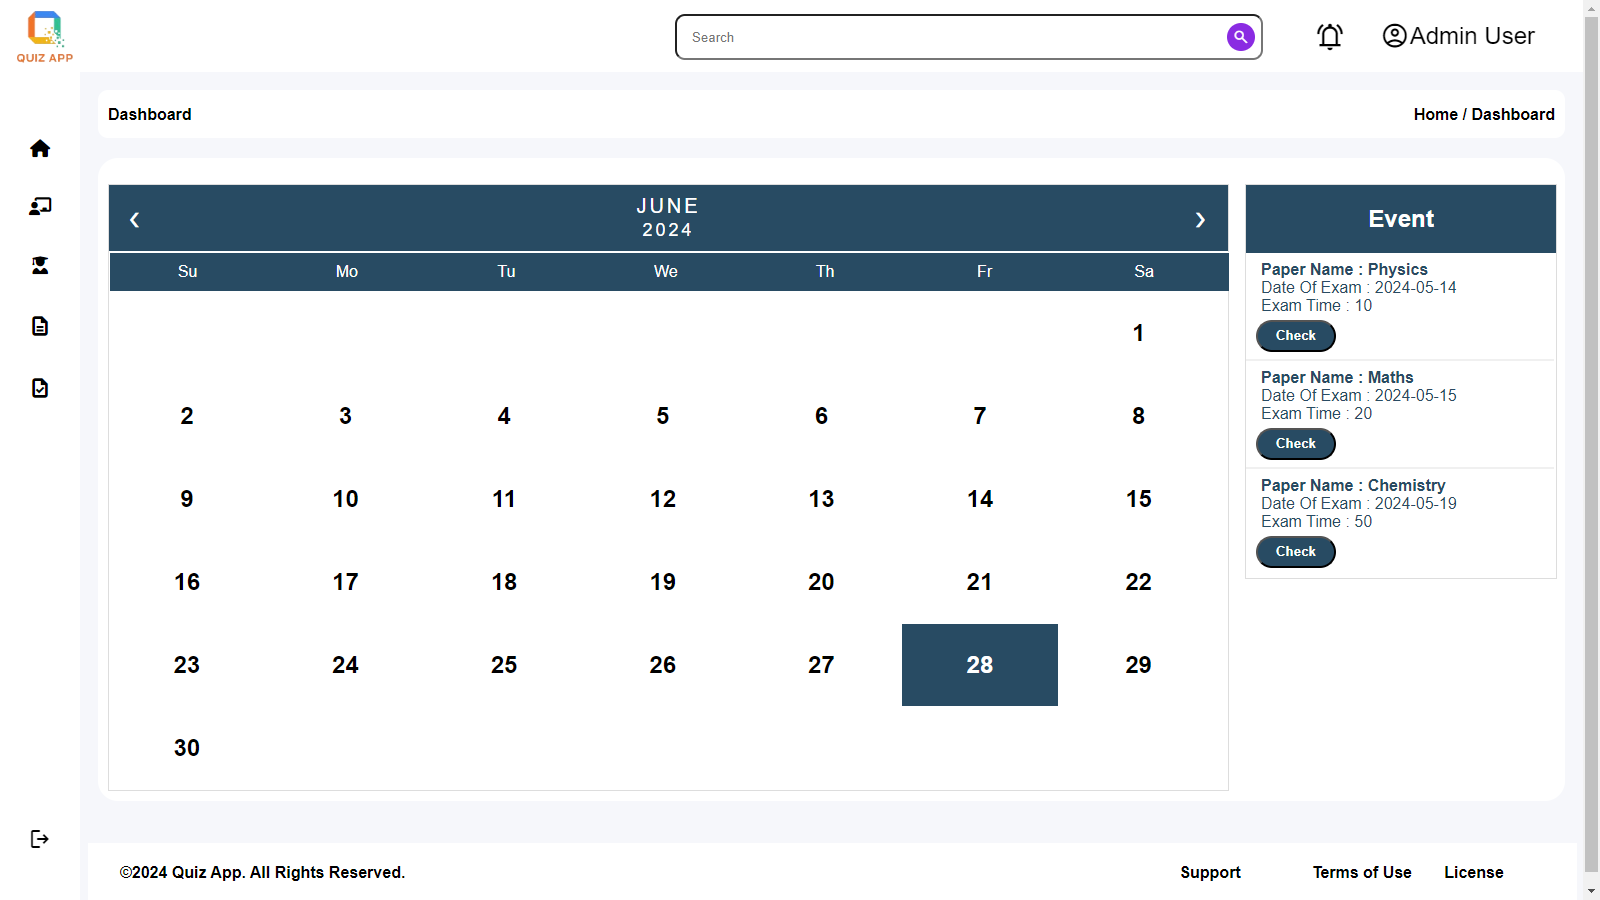 QUIZ APP
Search
Admin User
Dashboard
Home / Dashboard
JUNE
2024
Su Mo Tu We Th Fr Sa
1
2 3 4 5 6 7 8
9 10 11 12 13 14 15
16 17 18 19 20 21 22
23 24 25 26 27 28 29
30
Event
Paper Name : Physics
Date Of Exam : 2024-05-14
Exam Time : 10
Check
Paper Name : Maths
Date Of Exam : 2024-05-15
Exam Time : 20
Check
Paper Name : Chemistry
Date Of Exam : 2024-05-19
Exam Time : 50
Check
©2024 Quiz App. All Rights Reserved.
Support
Terms of Use
License